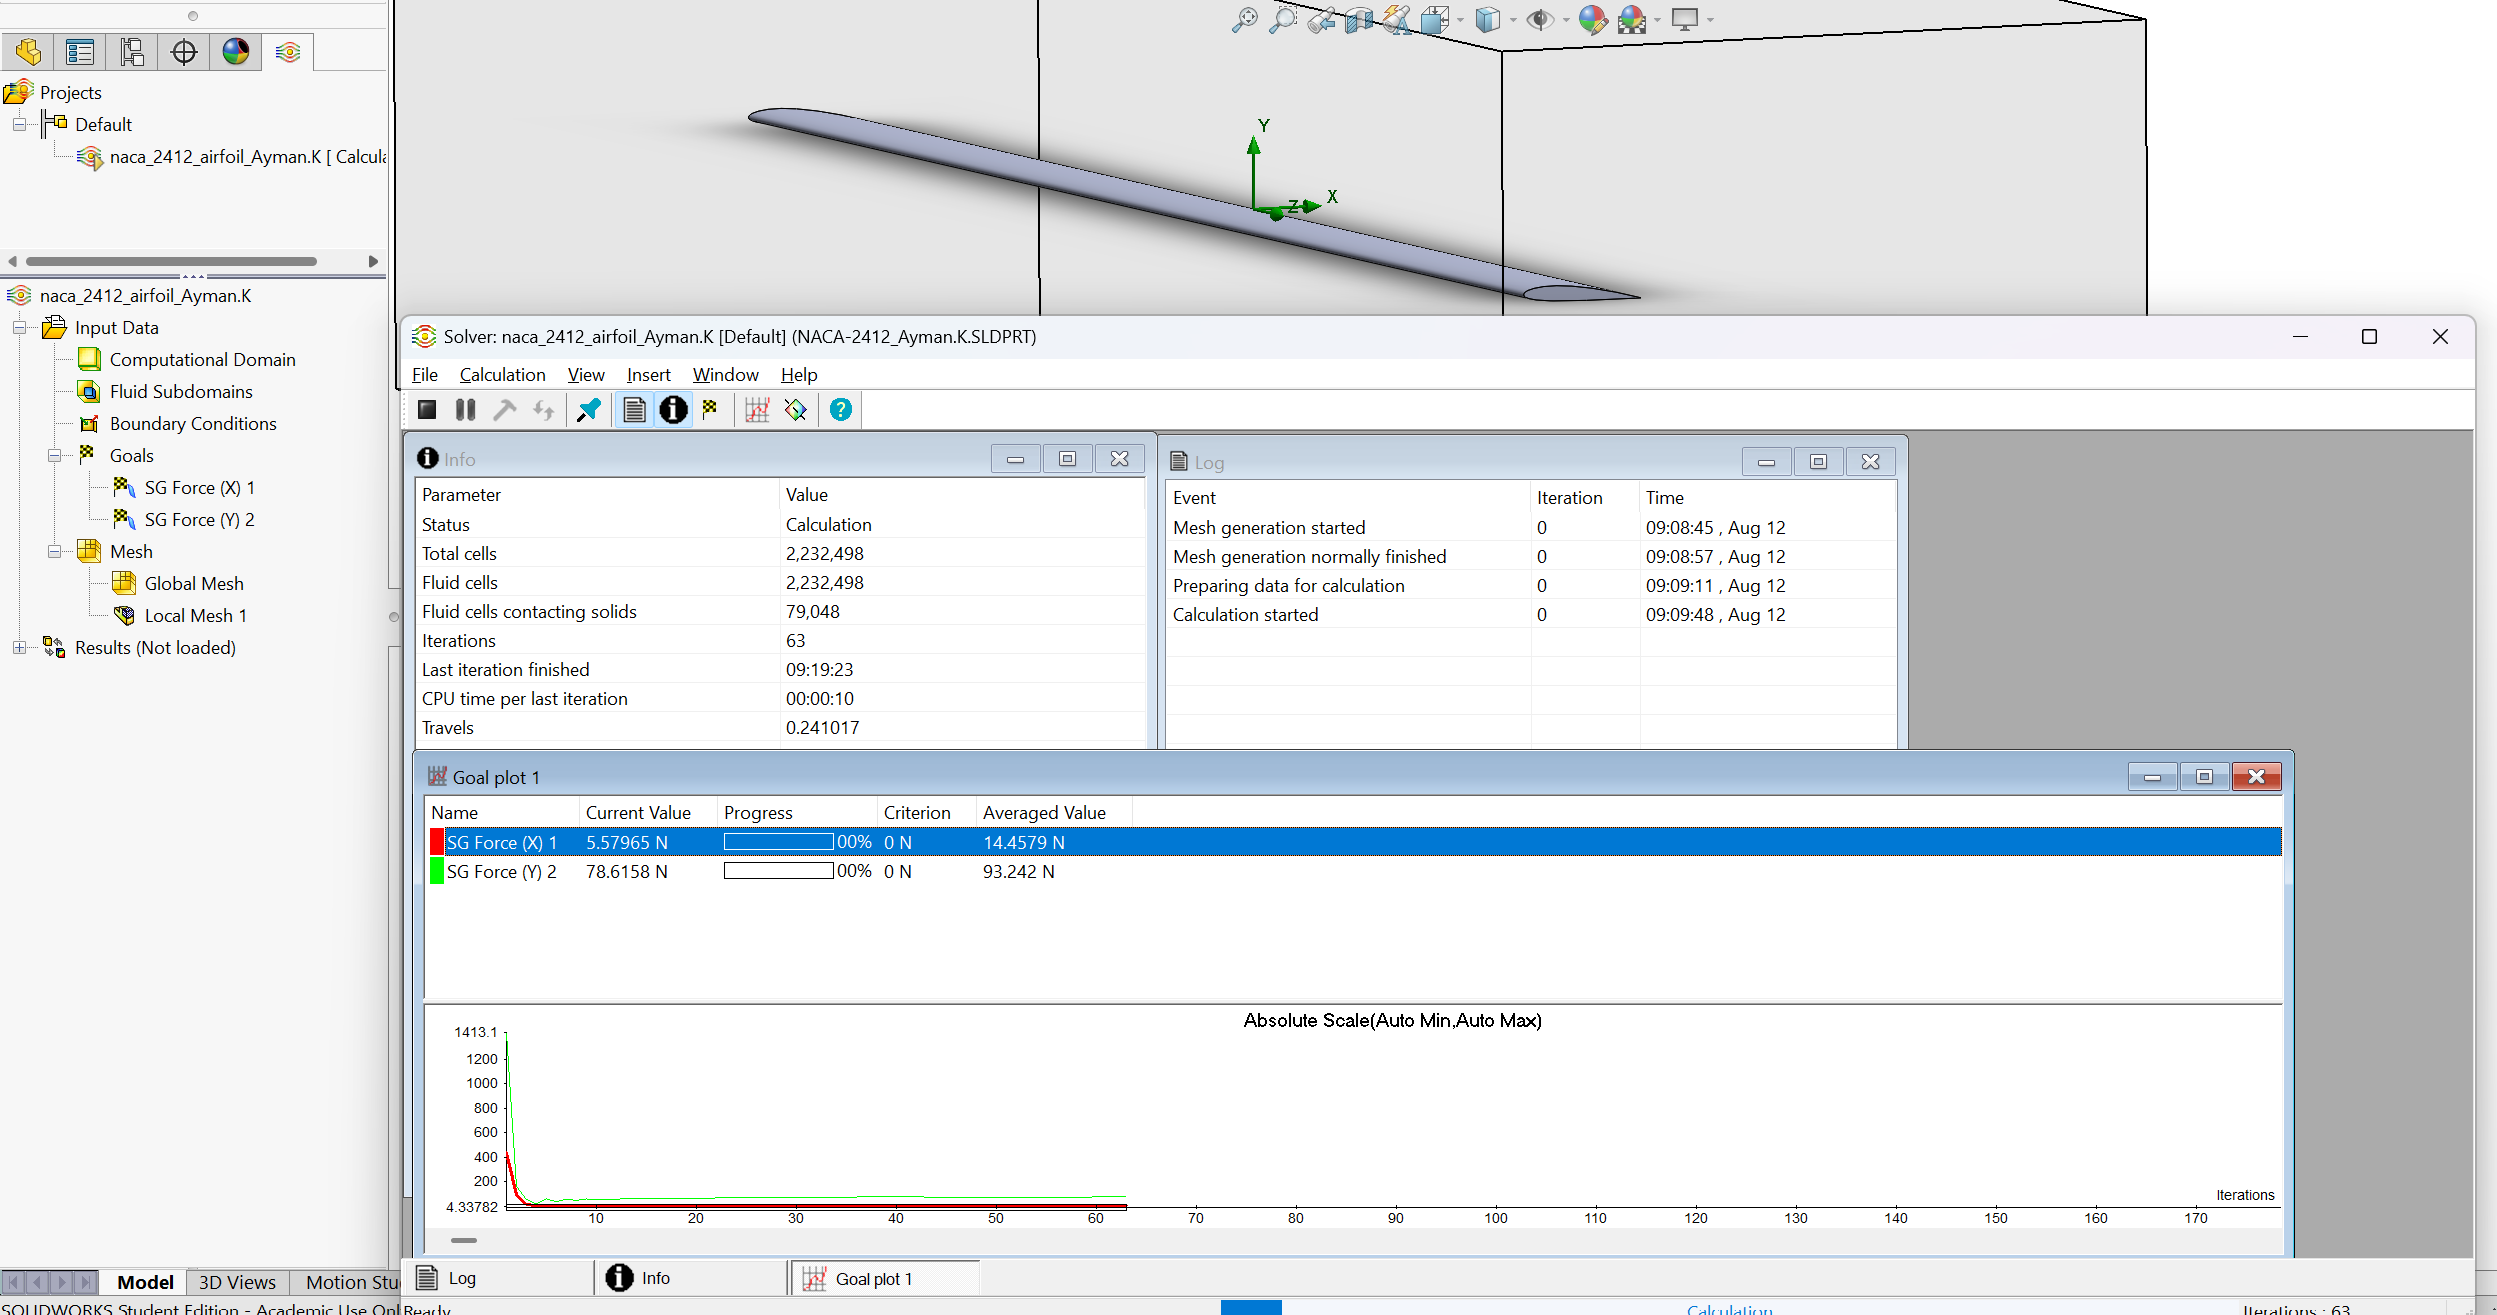 Projects
Default
naca_2412_airfoil_Ayman.K [ Calcula
naca_2412_airfoil_Ayman.K
Input Data
Computational Domain
Fluid Subdomains
Boundary Conditions
Goals
SG Force (X) 1
SG Force (Y) 2
Mesh
Global Mesh
Local Mesh 1
Results (Not loaded)
Y
X
Z
Solver: naca_2412_airfoil_Ayman.K [Default] (NACA-2412_Ayman.K.SLDPRT)
File Calculation View Insert Window Help
Info
Parameter Value
Status Calculation
Total cells 2,232,498
Fluid cells 2,232,498
Fluid cells contacting solids 79,048
Iterations 63
Last iteration finished 09:19:23
CPU time per last iteration 00:00:10
Travels 0.241017
Log
Event Iteration Time
Mesh generation started 0 09:08:45 , Aug 12
Mesh generation normally finished 0 09:08:57 , Aug 12
Preparing data for calculation 0 09:09:11 , Aug 12
Calculation started 0 09:09:48 , Aug 12
Goal plot 1
Name Current Value Progress Criterion Averaged Value
SG Force (X) 1 5.57965 N 00% 0 N 14.4579 N
SG Force (Y) 2 78.6158 N 00% 0 N 93.242 N
Absolute Scale(Auto Min,Auto Max)
1413.1
1200
1000
800
600
400
200
4.33782
Iterations
10 20 30 40 50 60 70 80 90 100 110 120 130 140 150 160 170
Log Info Goal plot 1
Model 3D Views Motion Stu
SOLIDWORKS Student Edition - Academic Use Onl
Ready Calculation Iterations : 63